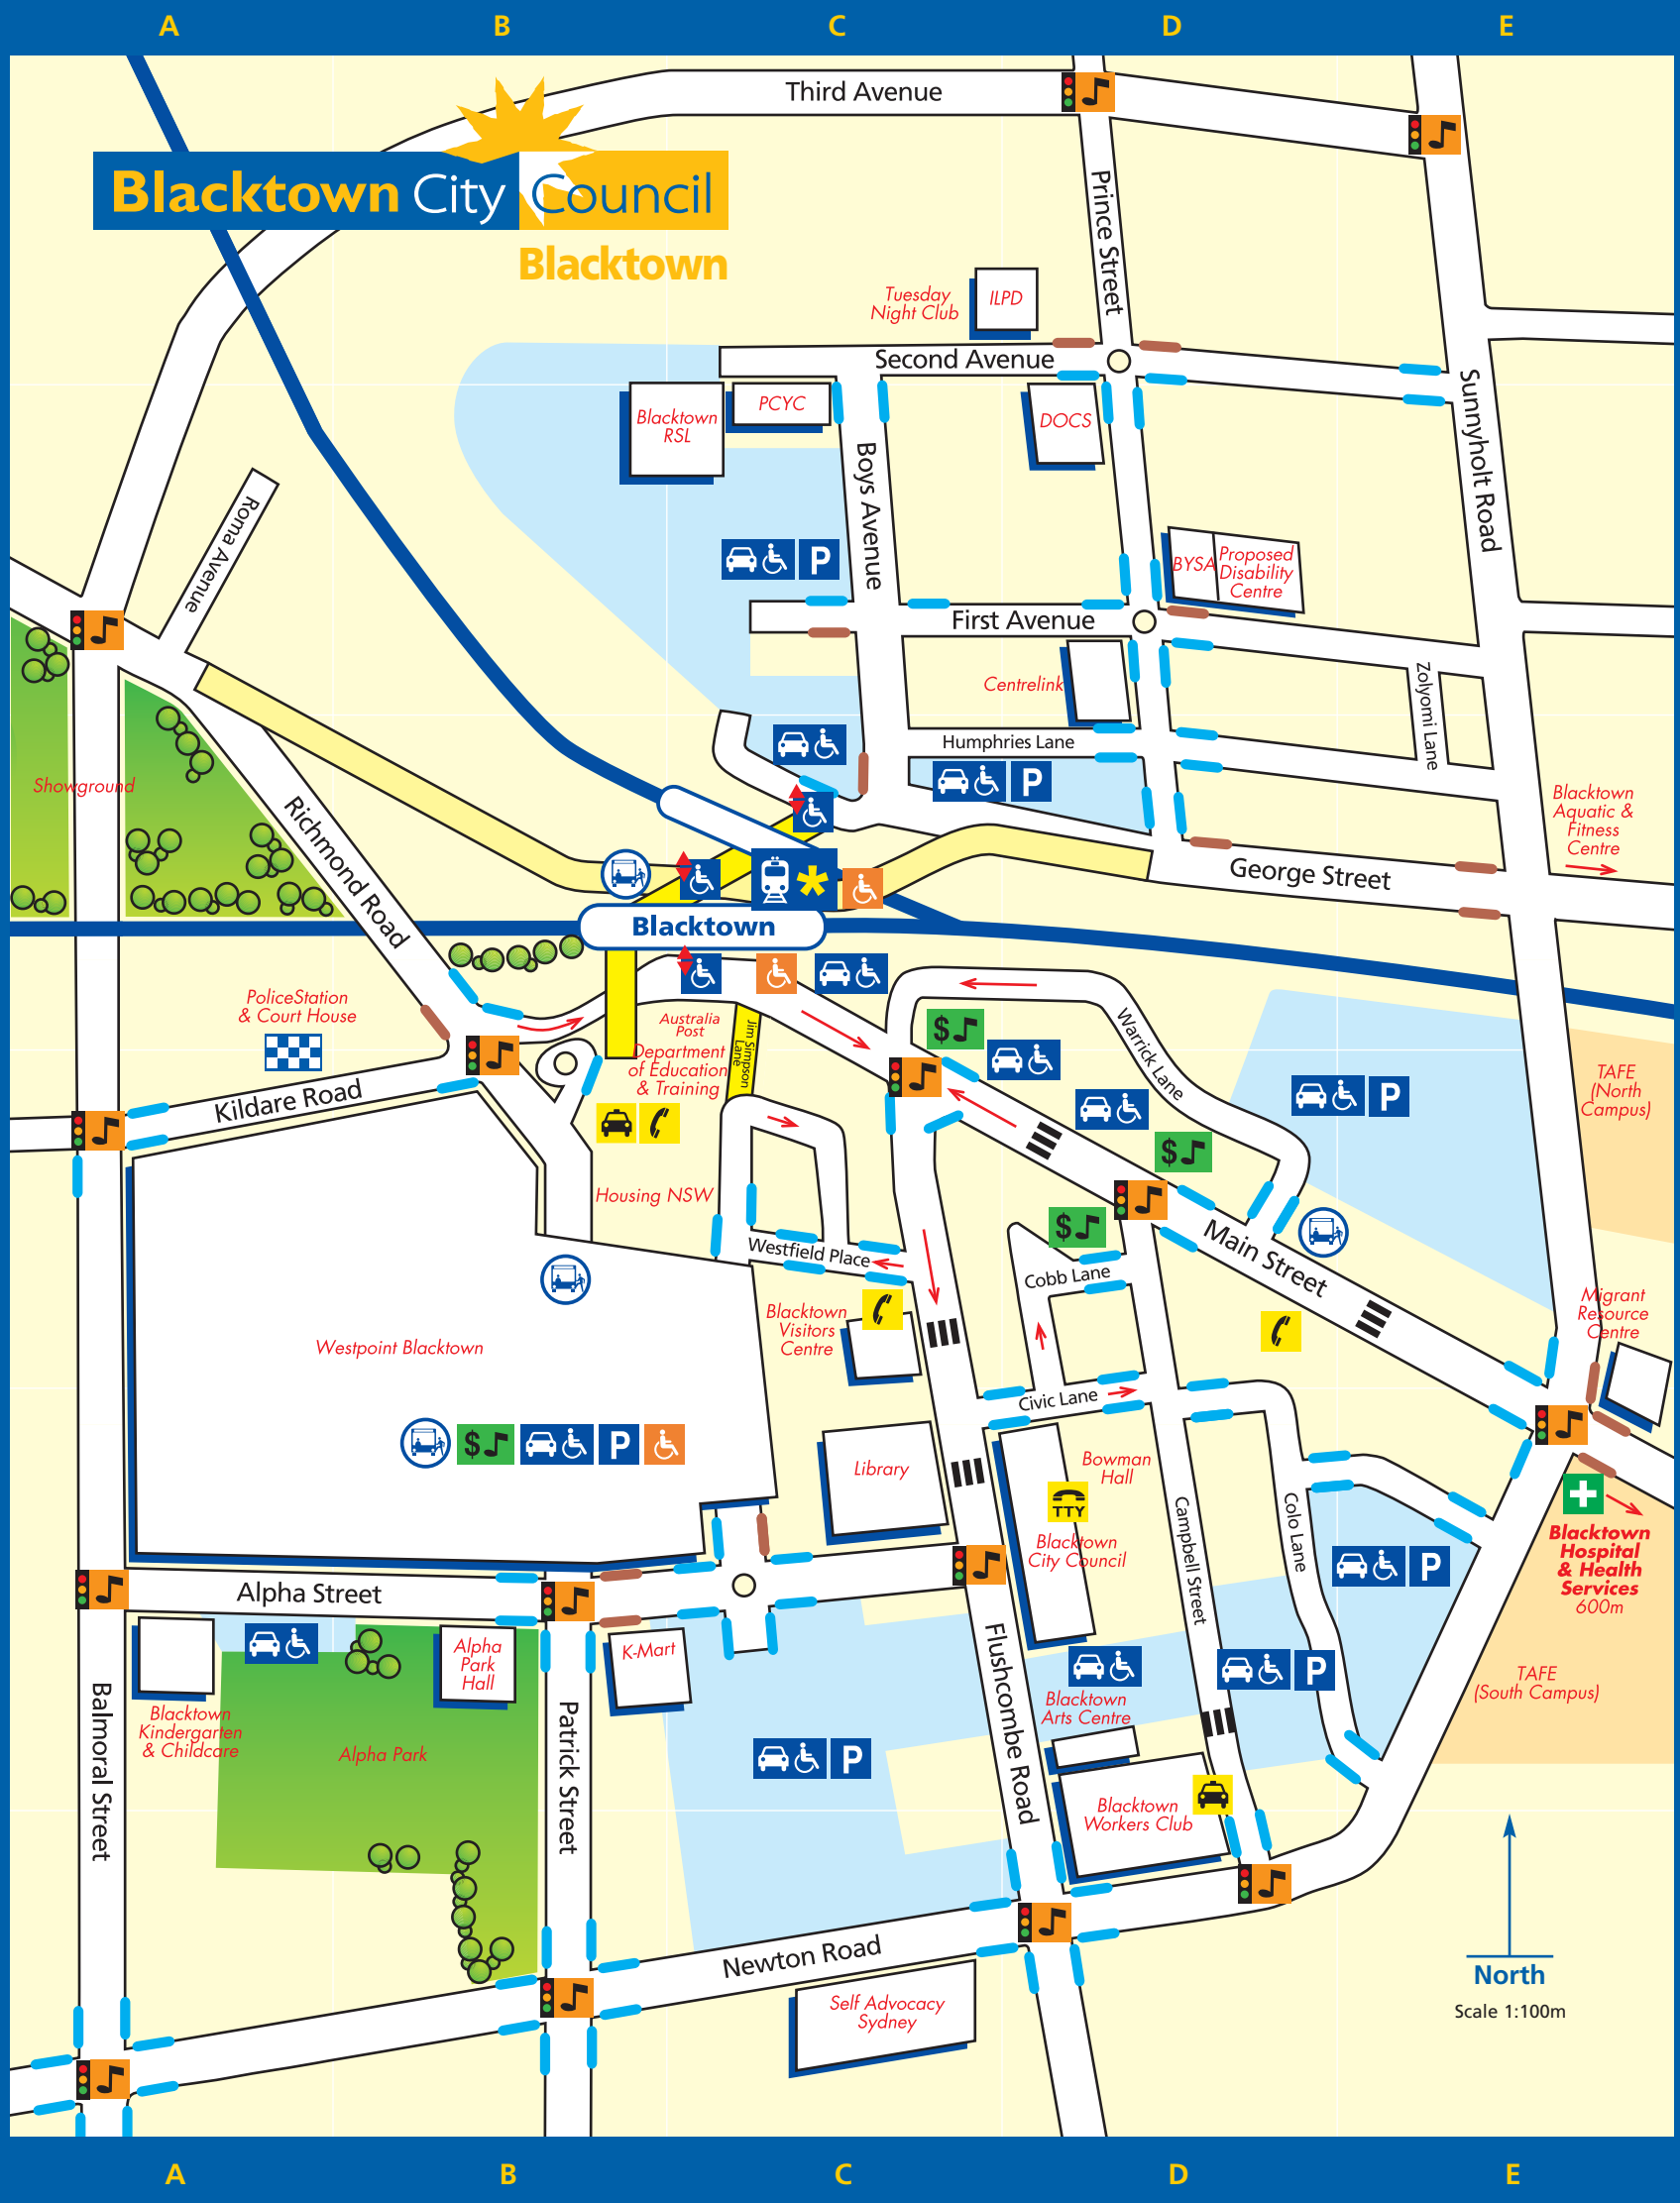 A B C D E
Third Avenue
Blacktown City Council
Blacktown
Prince Street
Tuesday
Night Club
ILPD
Second Avenue
Sunnyholt Road
Blacktown
RSL
PCYC
DOCS
Boys Avenue
Roma Avenue
P
BYSA
Proposed
Disability
Centre
First Avenue
Centrelink
Zolyomi Lane
Humphries Lane
P
Showground
Richmond Road
Blacktown
Aquatic &
Fitness
Centre
George Street
Blacktown
PoliceStation
& Court House
Australia
Post
Jim Simpson
Lane
Department
of Education
& Training
$
Warrick Lane
TAFE
(North
Campus)
P
Kildare Road
$
Housing NSW
$
Main Street
Westfield Place
Cobb Lane
Blacktown
Visitors
Centre
Migrant
Resource
Centre
Westpoint Blacktown
Civic Lane
$ P
Library
Bowman
Hall
TTY
Blacktown
City Council
Campbell Street
Colo Lane
P
Blacktown
Hospital
& Health
Services
600m
Alpha Street
Alpha
Park
Hall
K-Mart
Flushcombe Road
P
TAFE
(South Campus)
Balmoral Street
Blacktown
Kindergarten
& Childcare
Alpha Park
Patrick Street
P
Blacktown
Arts Centre
Blacktown
Workers Club
Newton Road
North
Scale 1:100m
Self Advocacy
Sydney
A B C D E